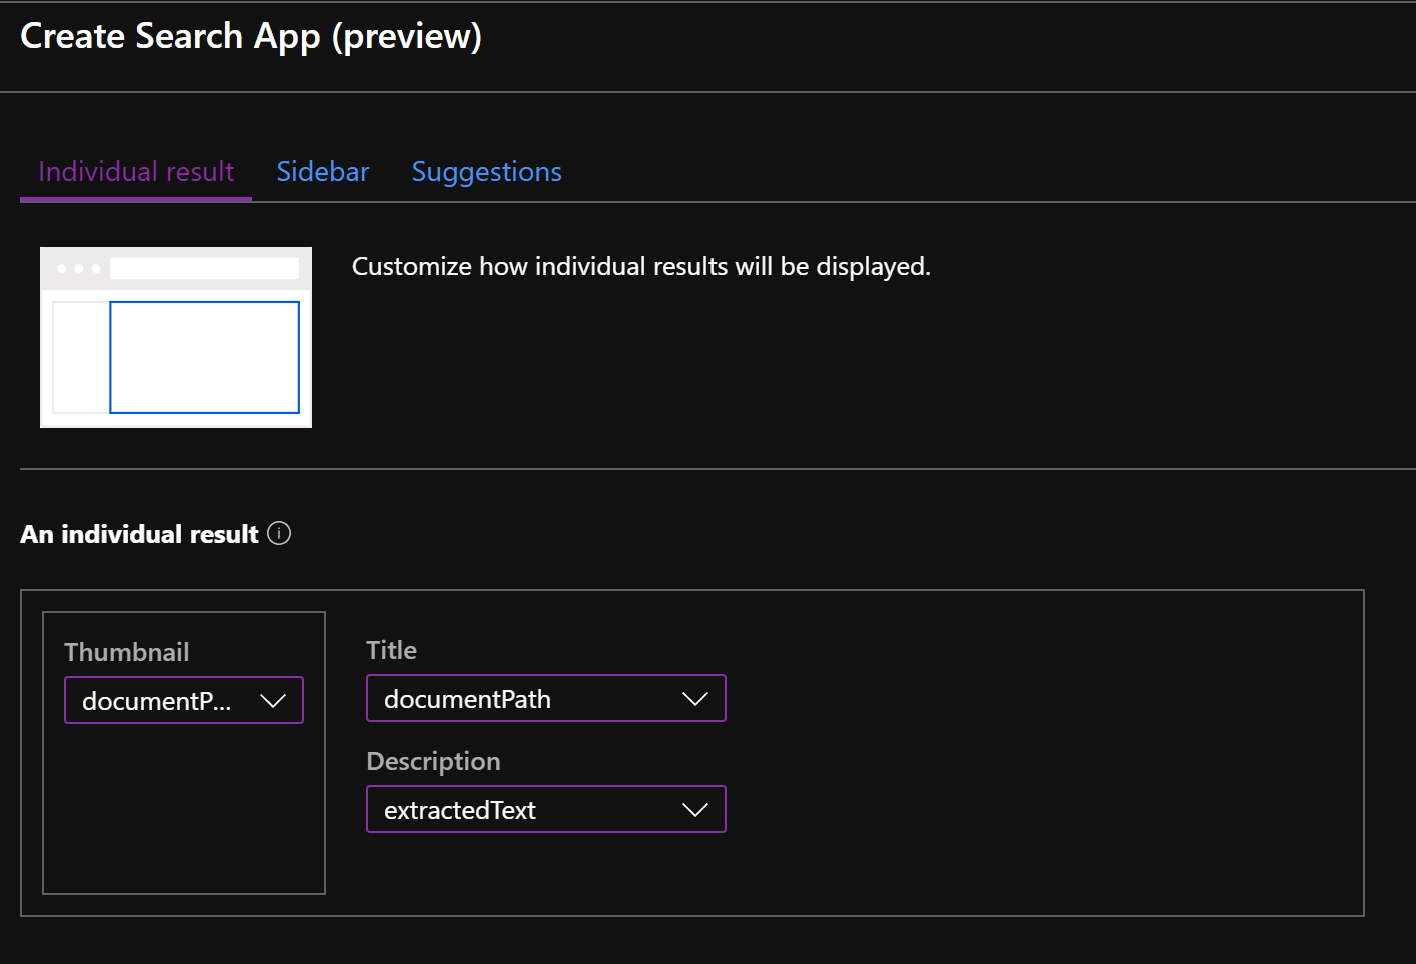 Create Search App (preview)
Individual result Sidebar Suggestions
Customize how individual results will be displayed.
An individual result
Thumbnail
documentP...
Title
documentPath
Description
extractedText